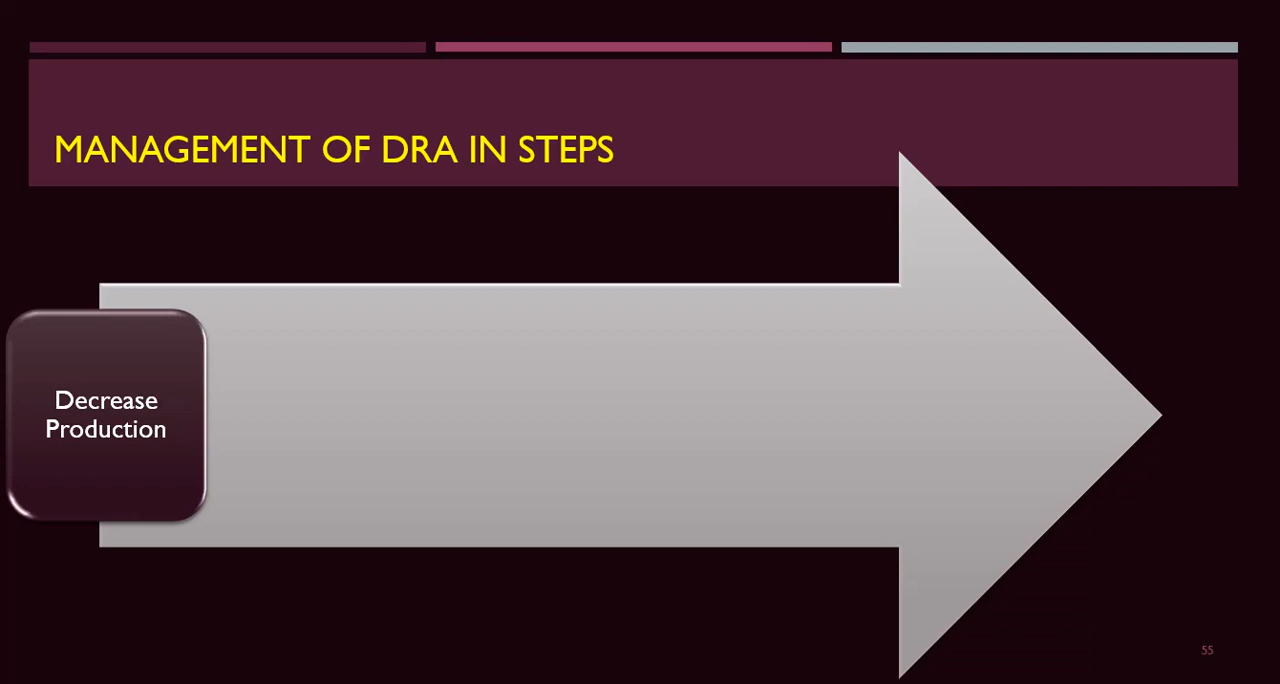 MANAGEMENT OF DRA IN STEPS
Decrease
Production
55